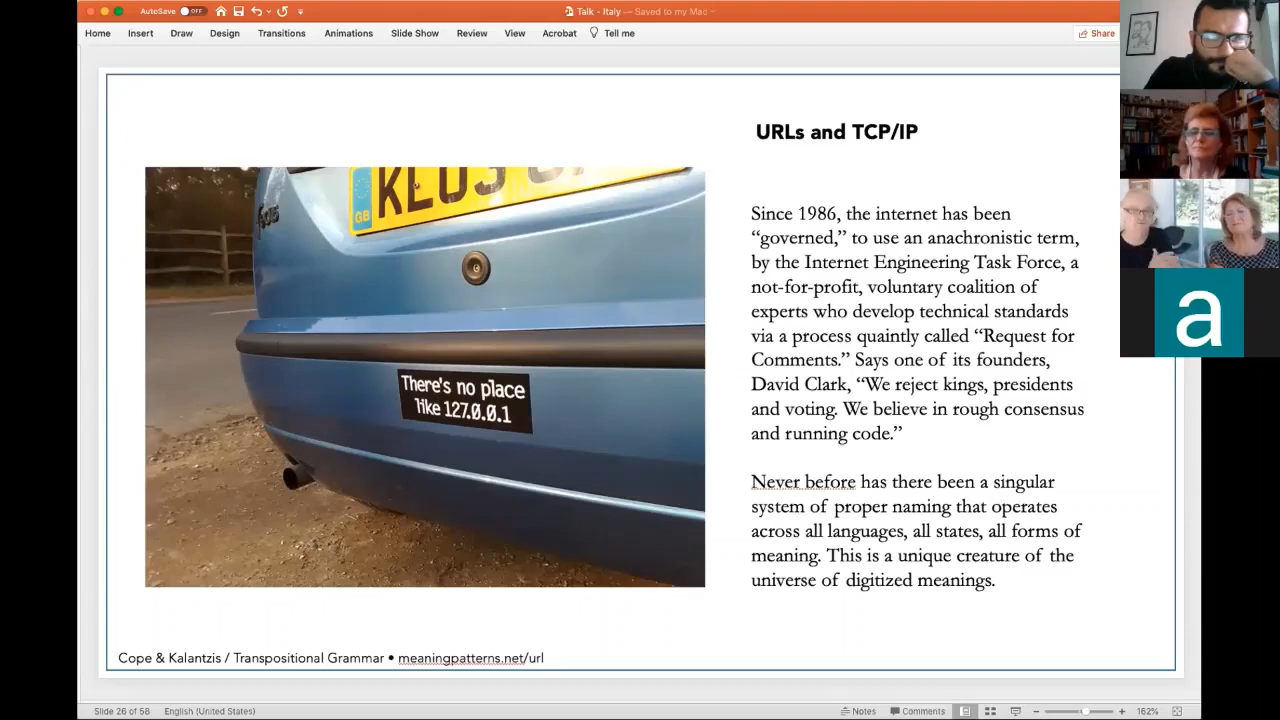 AutoSave OFF
Talk - Italy — Saved to my Mac
Home Insert Draw Design Transitions Animations Slide Show Review View Acrobat Tell me
Share
URLs and TCP/IP
GB
There's no place
like 127.0.0.1
Since 1986, the internet has been
“governed,” to use an anachronistic term,
by the Internet Engineering Task Force, a
not-for-profit, voluntary coalition of
experts who develop technical standards
via a process quaintly called “Request for
Comments.” Says one of its founders,
David Clark, “We reject kings, presidents
and voting. We believe in rough consensus
and running code.”
Never before has there been a singular
system of proper naming that operates
across all languages, all states, all forms of
meaning. This is a unique creature of the
universe of digitized meanings.
Cope & Kalantzis / Transpositional Grammar • meaningpatterns.net/url
a
Slide 26 of 58 English (United States) Notes Comments 162%